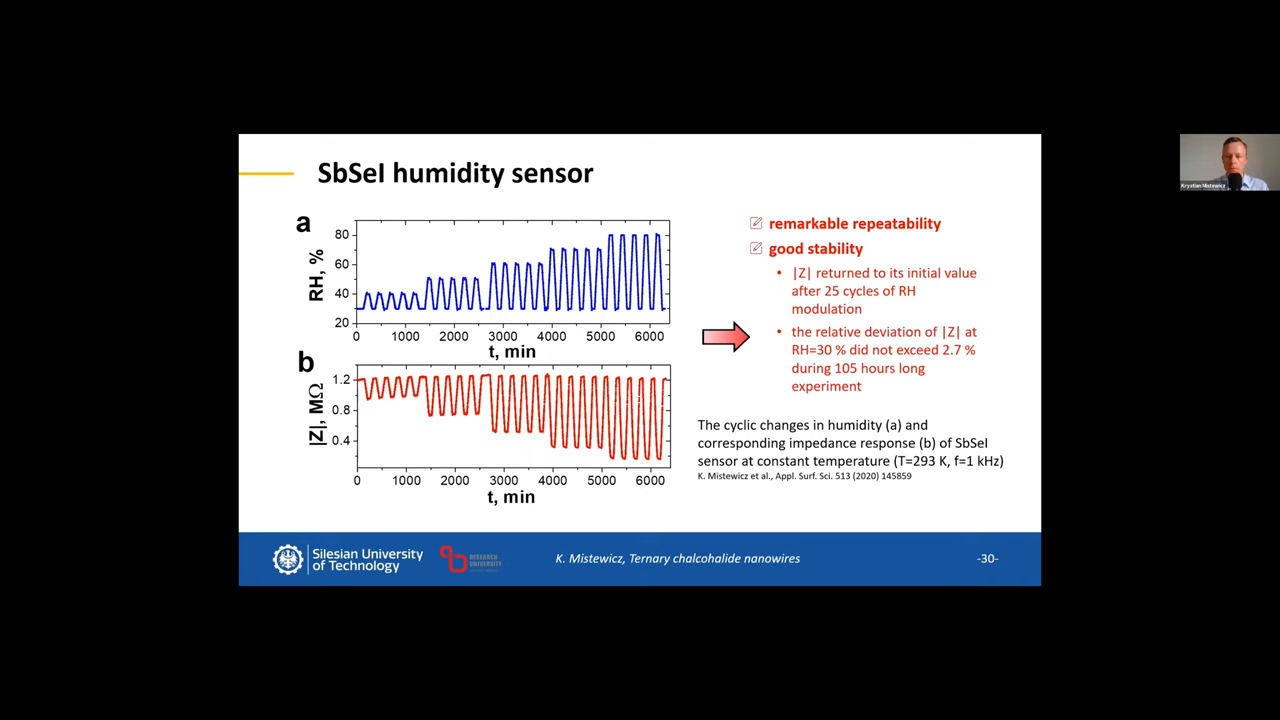 SbSeI humidity sensor
a
RH, %
80
60
40
20
0 1000 2000 3000 4000 5000 6000
t, min
b
|Z|, MΩ
1.2
0.8
0.4
0 1000 2000 3000 4000 5000 6000
t, min
remarkable repeatability
good stability
• |Z| returned to its initial value
after 25 cycles of RH
modulation
• the relative deviation of |Z| at
RH=30 % did not exceed 2.7 %
during 105 hours long
experiment
The cyclic changes in humidity (a) and
corresponding impedance response (b) of SbSeI
sensor at constant temperature (T=293 K, f=1 kHz)
K. Mistewicz et al., Appl. Surf. Sci. 513 (2020) 145859
Silesian University
of Technology
RESEARCH
UNIVERSITY
K. Mistewicz, Ternary chalcohalide nanowires
-30-
Krystian Mistewicz